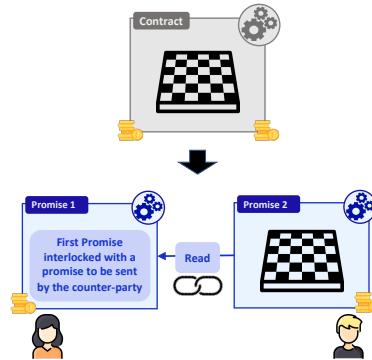 Contract
Promise 1
Promise 2
First Promise
interlocked with a
promise to be sent
by the counter-party
Read